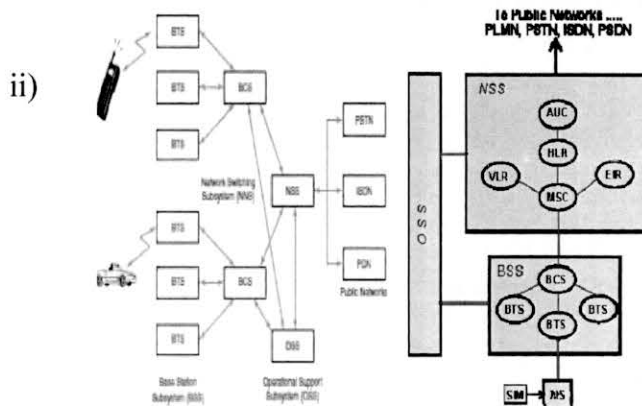 ii)
BTS
BTS
BTS
BCS
Network Switching
Subsystem (NNS)
NSS
PSTN
ISDN
PDN
Public Networks
BTS
BTS
BTS
BCS
OSS
Base Station
Subsystem (BSS)
Operational Support
Subsystem (OSS)
To Public Networks .....
PLMN, PSTN, ISDN, PSDN
OSS
NSS
AUC
HLR
VLR
EIR
MSC
BSS
BCS
BTS
BTS
BTS
SIM
MS